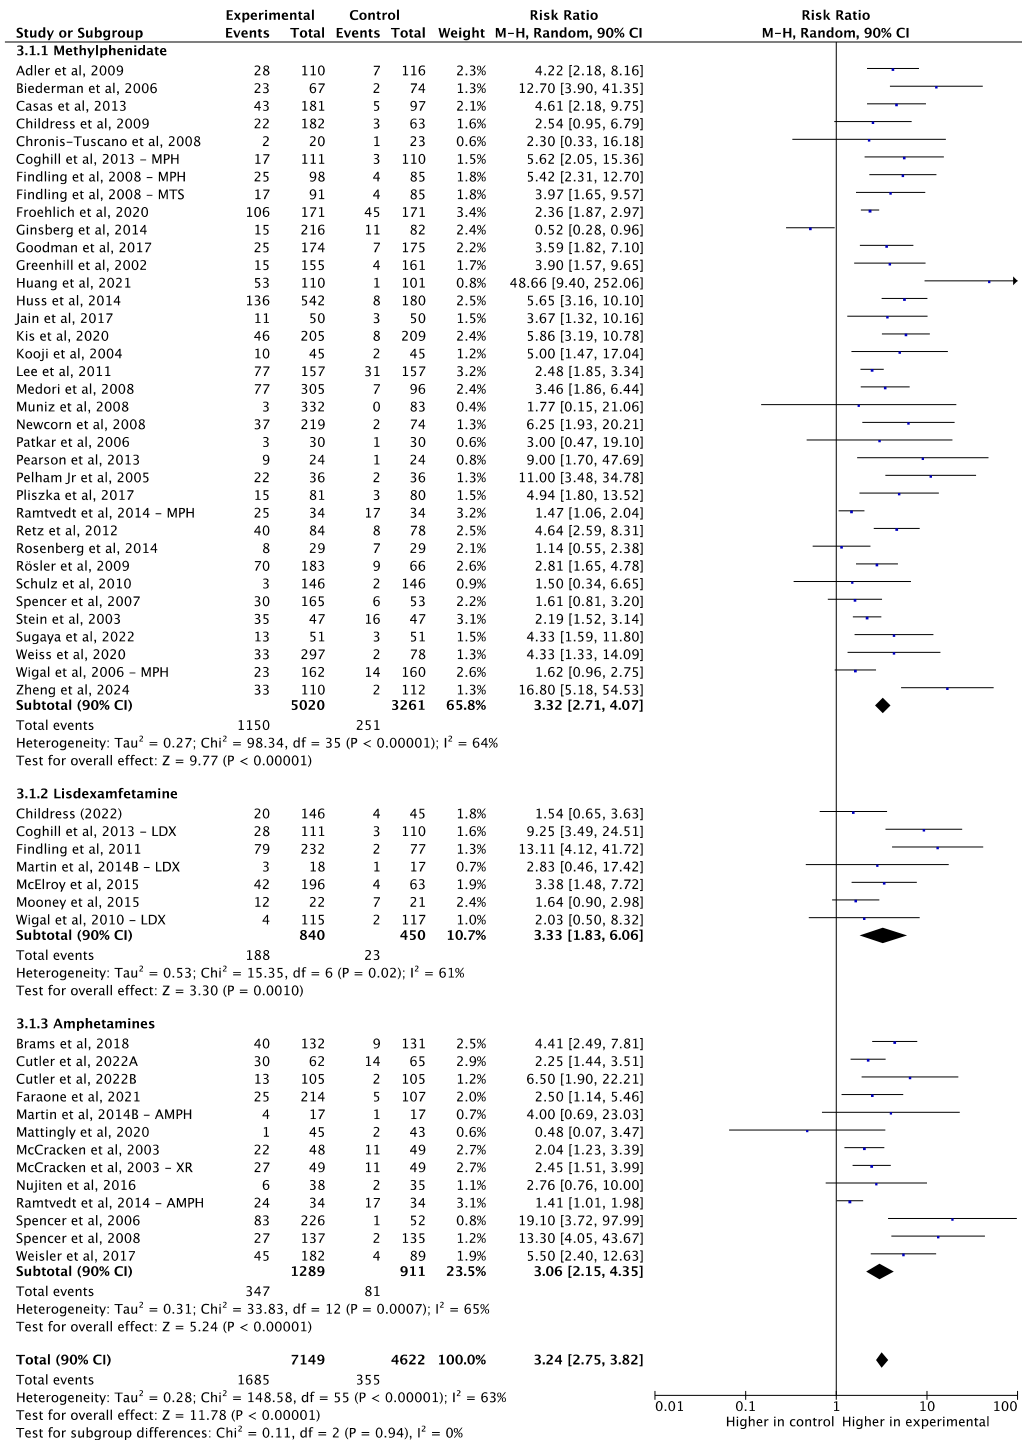 Experimental Control Risk Ratio Risk Ratio
Study or Subgroup Events Total Events Total Weight M-H, Random, 90% CI M-H, Random, 90% CI
3.1.1 Methylphenidate
Adler et al, 2009 28 110 7 116 2.3% 4.22 [2.18, 8.16]
Biederman et al, 2006 23 67 2 74 1.3% 12.70 [3.90, 41.35]
Casas et al, 2013 43 181 5 97 2.4% 4.61 [2.18, 9.75]
Childress et al, 2009 22 182 3 63 1.6% 2.54 [0.95, 6.79]
Chronis-Tuscano et al, 2008 2 20 1 23 0.6% 2.30 [0.33, 16.18]
Coghill et al, 2013 – MPH 17 111 3 110 1.5% 5.62 [2.05, 15.36]
Findling et al, 2008 – MPH 25 98 4 85 1.8% 5.42 [2.31, 12.70]
Findling et al, 2008 – MTS 17 91 4 85 1.8% 3.97 [1.65, 9.57]
Froehlich et al, 2020 106 171 45 171 3.4% 2.36 [1.87, 2.97]
Ginsberg et al, 2014 15 216 11 82 2.4% 0.52 [0.28, 0.96]
Goodman et al, 2017 25 174 7 175 2.2% 3.59 [1.82, 7.10]
Greenhill et al, 2002 15 155 4 161 1.7% 3.90 [1.57, 9.65]
Huang et al, 2021 53 110 1 101 0.8% 48.66 [9.40, 252.06]
Huss et al, 2014 136 542 8 180 2.5% 5.65 [3.16, 10.10]
Jain et al, 2017 11 50 3 50 1.5% 3.67 [1.32, 10.16]
Kis et al, 2020 46 205 8 209 2.4% 5.86 [3.19, 10.78]
Kooji et al, 2004 10 45 2 45 1.2% 5.00 [1.47, 17.04]
Lee et al, 2011 77 157 31 157 3.2% 2.48 [1.85, 3.34]
Medori et al, 2008 77 305 7 96 2.4% 3.46 [1.86, 6.44]
Muniz et al, 2008 3 332 0 83 0.4% 1.77 [0.15, 21.06]
Newcorn et al, 2008 37 219 2 74 1.3% 6.25 [1.93, 20.21]
Patkar et al, 2006 3 30 1 30 0.6% 3.00 [0.47, 19.10]
Pearson et al, 2013 9 24 1 24 0.8% 9.00 [1.70, 47.69]
Pelham Jr et al, 2005 22 36 2 36 1.3% 11.00 [3.48, 34.78]
Pliszka et al, 2017 15 81 3 80 1.5% 4.94 [1.80, 13.52]
Ramtvedt et al, 2014 – MPH 25 34 17 34 3.2% 1.47 [1.06, 2.04]
Retz et al, 2012 40 84 8 78 2.5% 4.64 [2.59, 8.31]
Rosenberg et al, 2014 8 29 7 29 2.1% 1.14 [0.55, 2.38]
Rösler et al, 2009 70 183 9 66 2.6% 2.81 [1.65, 4.78]
Schulz et al, 2010 3 146 2 146 0.9% 1.50 [0.34, 6.65]
Spencer et al, 2007 30 165 6 53 2.2% 1.61 [0.81, 3.20]
Stein et al, 2003 35 47 16 47 3.1% 2.19 [1.52, 3.14]
Sugaya et al, 2022 13 51 3 51 1.5% 4.33 [1.59, 11.80]
Weiss et al, 2020 33 297 2 78 1.3% 4.33 [1.33, 14.09]
Wigal et al, 2006 – MPH 23 162 14 160 2.6% 1.62 [0.96, 2.75]
Zheng et al, 2024 33 110 2 112 1.3% 16.80 [5.18, 54.53]
Subtotal (90% CI) 5020 3261 65.8% 3.32 [2.71, 4.07]
Total events 1150 251
Heterogeneity: Tau² = 0.27; Chi² = 98.34, df = 35 (P < 0.00001); I² = 64%
Test for overall effect: Z = 9.77 (P < 0.00001)
3.1.2 Lisdexamfetamine
Childress (2022) 20 146 4 45 1.8% 1.54 [0.65, 3.63]
Coghill et al, 2013 – LDX 28 111 3 110 1.6% 9.25 [3.49, 24.51]
Findling et al, 2011 79 232 2 77 1.3% 13.11 [4.12, 41.72]
Martin et al, 2014B – LDX 3 18 1 17 0.7% 2.83 [0.46, 17.42]
McElroy et al, 2015 42 196 4 63 1.9% 3.38 [1.48, 7.72]
Mooney et al, 2015 12 22 7 21 2.4% 1.64 [0.90, 2.98]
Wigal et al, 2010 – LDX 4 115 2 117 1.0% 2.03 [0.50, 8.32]
Subtotal (90% CI) 840 450 10.7% 3.33 [1.83, 6.06]
Total events 188 23
Heterogeneity: Tau² = 0.53; Chi² = 15.35, df = 6 (P = 0.02); I² = 61%
Test for overall effect: Z = 3.30 (P = 0.0010)
3.1.3 Amphetamines
Brams et al, 2018 40 132 9 131 2.5% 4.41 [2.49, 7.81]
Cutler et al, 2022A 30 62 14 65 2.9% 2.25 [1.44, 3.51]
Cutler et al, 2022B 13 105 2 105 1.2% 6.50 [1.90, 22.21]
Faraone et al, 2021 25 214 5 107 2.0% 2.50 [1.14, 5.46]
Martin et al, 2014B – AMPH 4 17 1 17 0.7% 4.00 [0.69, 23.03]
Mattingly et al, 2020 1 45 2 43 0.6% 0.48 [0.07, 3.47]
McCracken et al, 2003 22 48 11 49 2.7% 2.04 [1.23, 3.39]
McCracken et al, 2003 – XR 27 49 11 49 2.7% 2.45 [1.51, 3.99]
Nujiten et al, 2016 6 38 2 35 1.1% 2.76 [0.76, 10.00]
Ramtvedt et al, 2014 – AMPH 24 34 17 34 3.1% 1.41 [1.01, 1.98]
Spencer et al, 2006 83 226 1 52 0.8% 19.10 [3.72, 97.99]
Spencer et al, 2008 27 137 2 135 1.2% 13.30 [4.05, 43.67]
Weisler et al, 2017 45 182 4 89 1.9% 5.50 [2.40, 12.63]
Subtotal (90% CI) 1289 911 23.5% 3.06 [2.15, 4.35]
Total events 347 81
Heterogeneity: Tau² = 0.31; Chi² = 33.83, df = 12 (P = 0.0007); I² = 65%
Test for overall effect: Z = 5.24 (P < 0.00001)
Total (90% CI) 7149 4622 100.0% 3.24 [2.75, 3.82]
Total events 1685 355
Heterogeneity: Tau² = 0.28; Chi² = 148.58, df = 55 (P < 0.00001); I² = 63%
Test for overall effect: Z = 11.78 (P < 0.00001)
Test for subgroup differences: Chi² = 0.11, df = 2 (P = 0.94), I² = 0%
0.01 0.1 1 10 100
Higher in control Higher in experimental